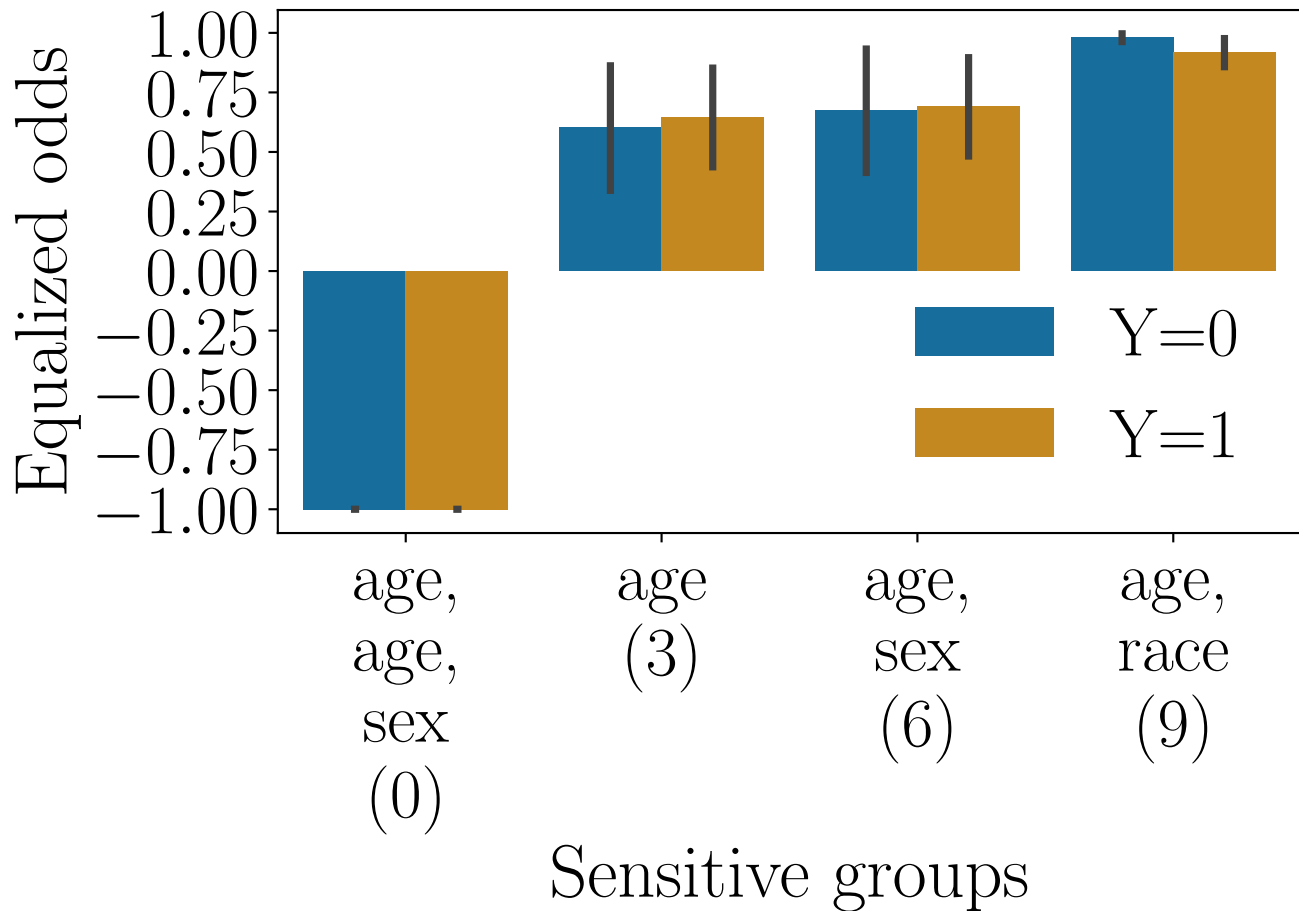 Equalized odds
1.00
0.75
0.50
0.25
0.00
−0.25
−0.50
−0.75
−1.00
Y=0
Y=1
age,
age,
sex
(0)
age
(3)
age,
sex
(6)
age,
race
(9)
Sensitive groups